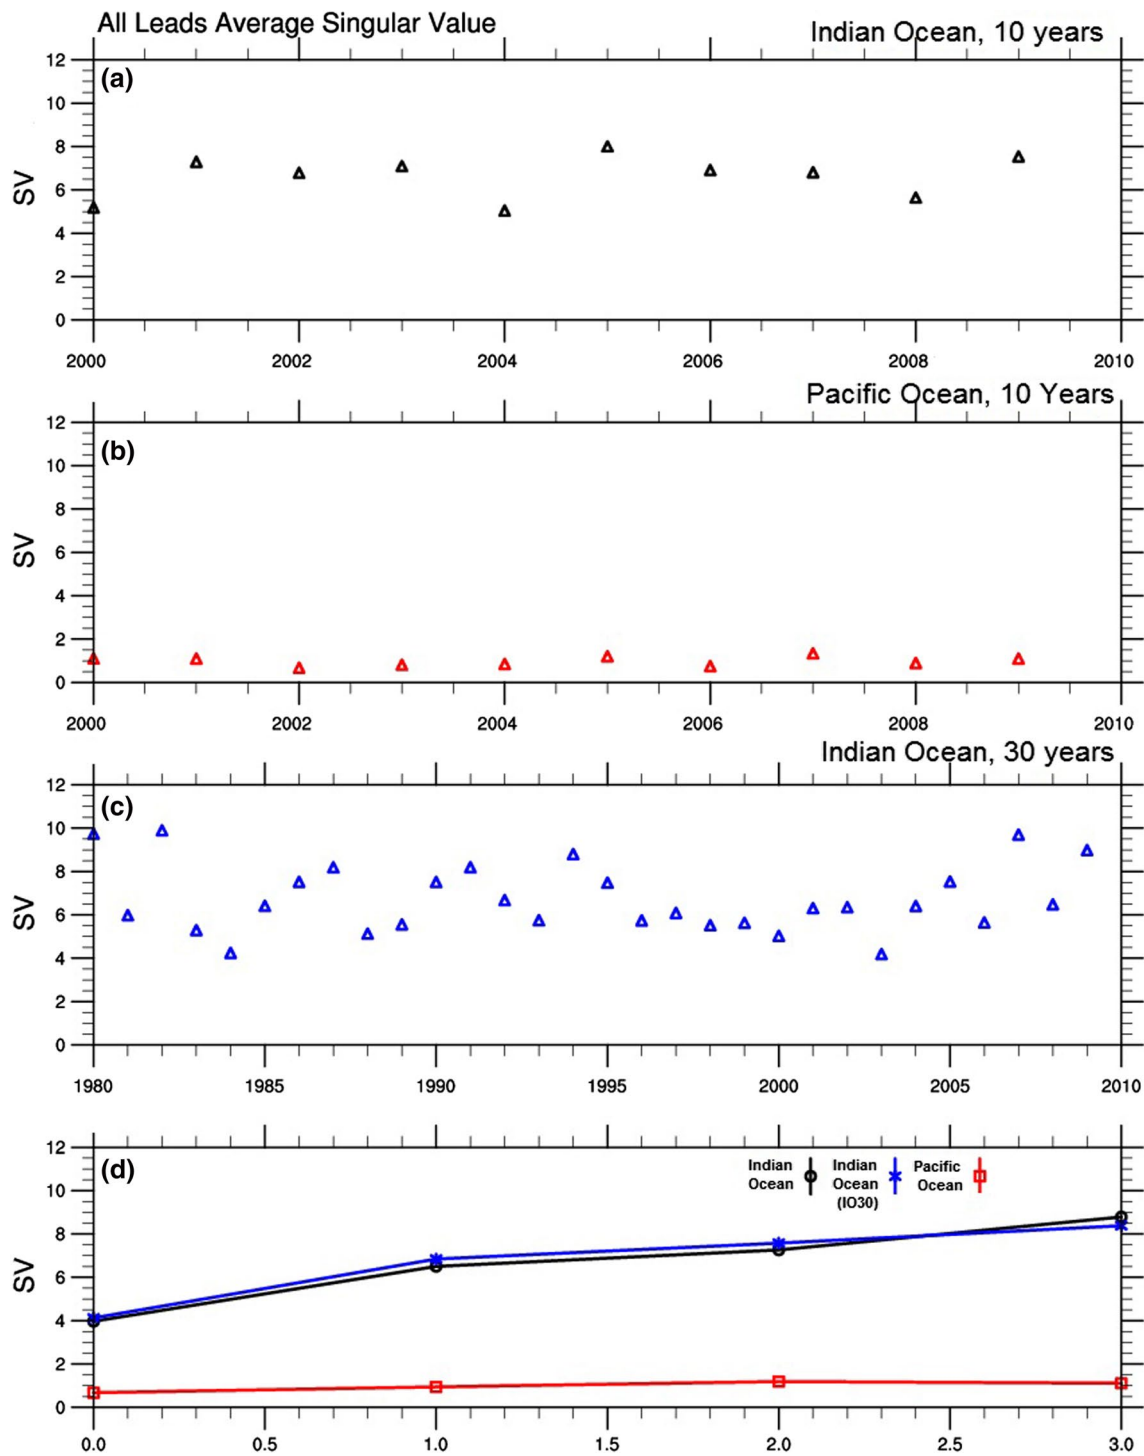 All Leads Average Singular Value
Indian Ocean, 10 years
(a)
SV
12
10
8
6
4
2
0
2000 2002 2004 2006 2008 2010
Pacific Ocean, 10 Years
(b)
SV
12
10
8
6
4
2
0
2000 2002 2004 2006 2008 2010
Indian Ocean, 30 years
(c)
SV
12
10
8
6
4
2
0
1980 1985 1990 1995 2000 2005 2010
(d)
SV
12
10
8
6
4
2
0
Indian
Ocean
Indian
Ocean
(IO30)
Pacific
Ocean
0.0 0.5 1.0 1.5 2.0 2.5 3.0